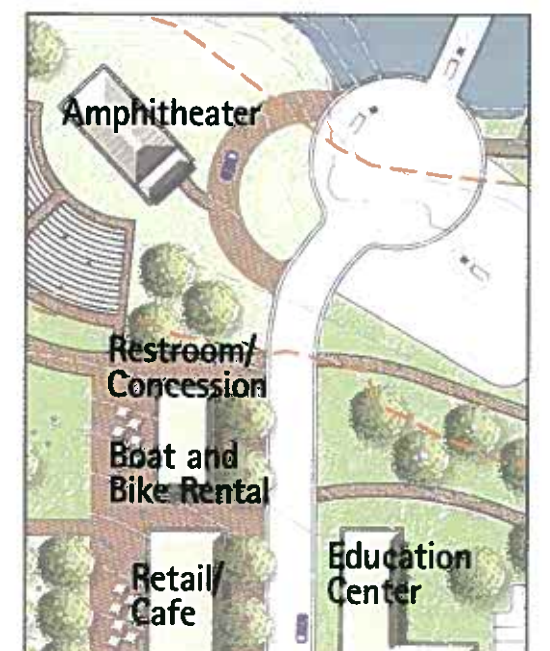 Amphitheater
Restroom/
Concession
Boat and
Bike Rental
Retail/
Cafe
Education
Center